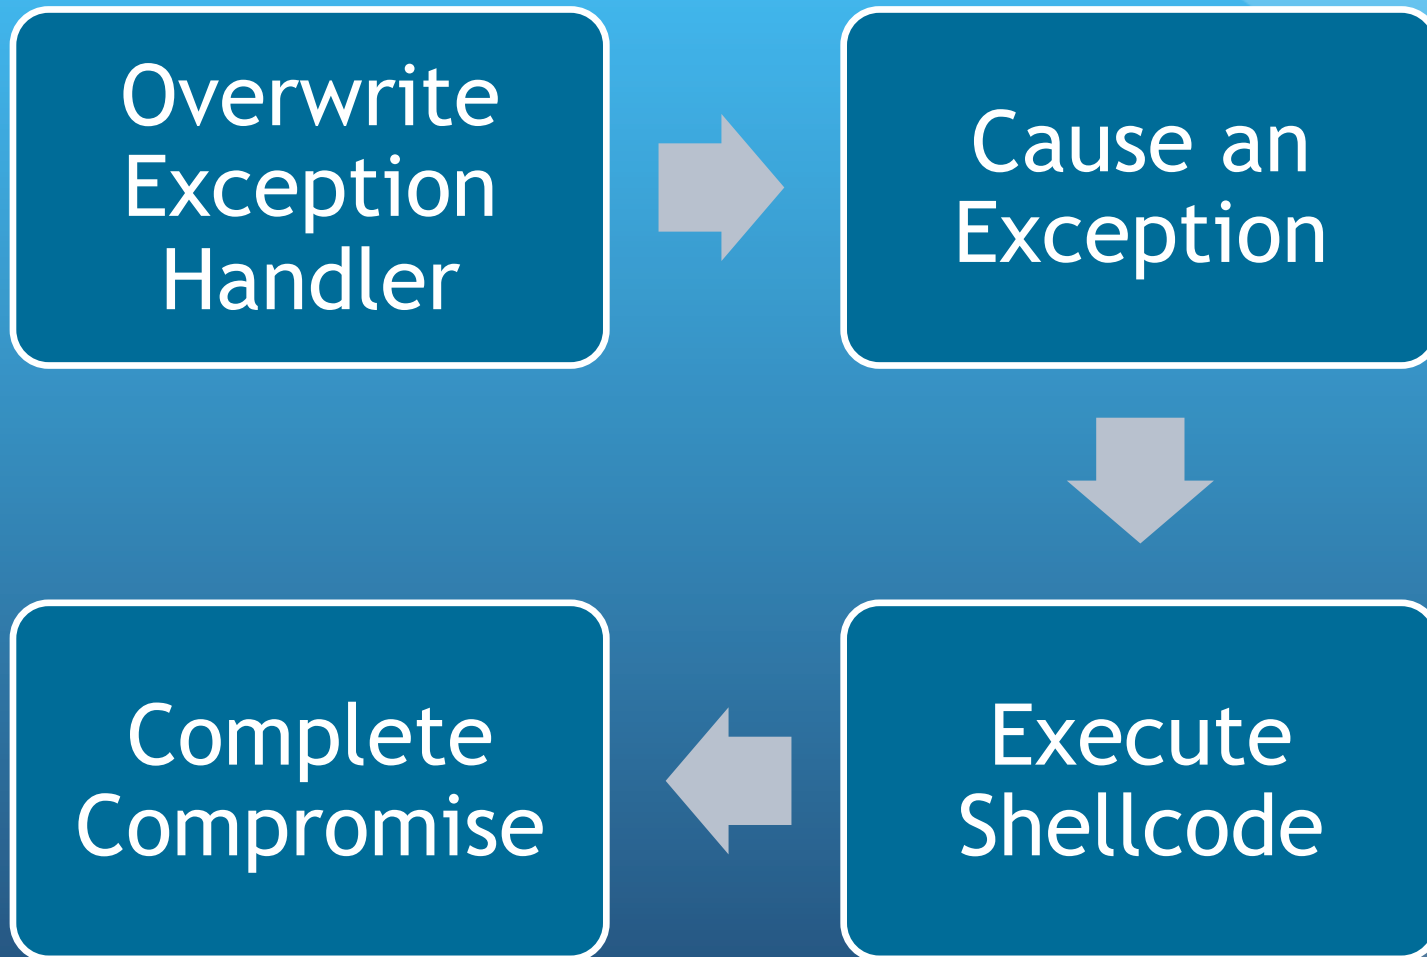 Overwrite
Exception
Handler
Cause an
Exception
Execute
Shellcode
Complete
Compromise